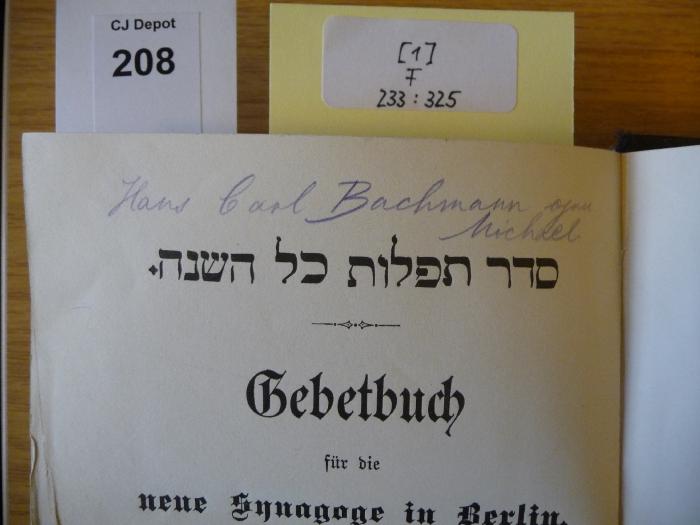 CJ Depot
208
[1]
F
233 : 325
Hans Carl Bachmann
Michael
סדר תפלות כל השנה.
Gebetbuch
für die
neue Synagoge in Berlin.